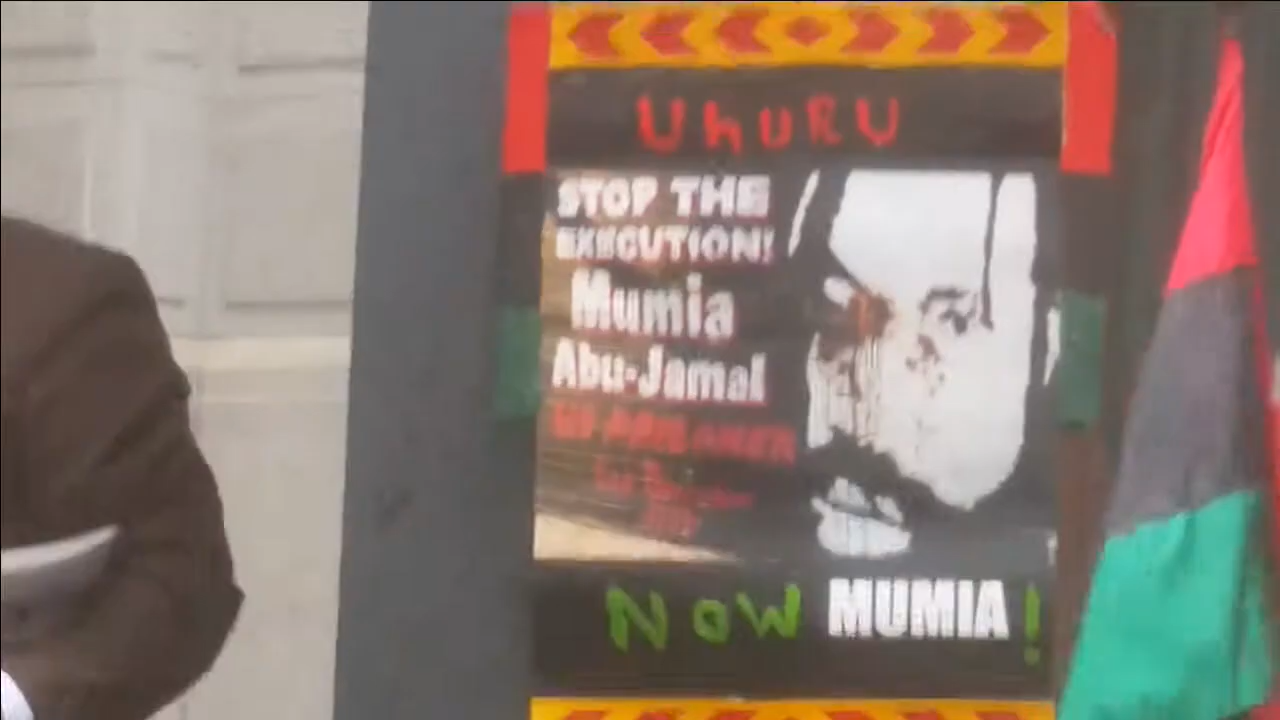 UhURU
STOP THE
EXECUTION!
Mumia
Abu-Jamal
NOW MUMIA!